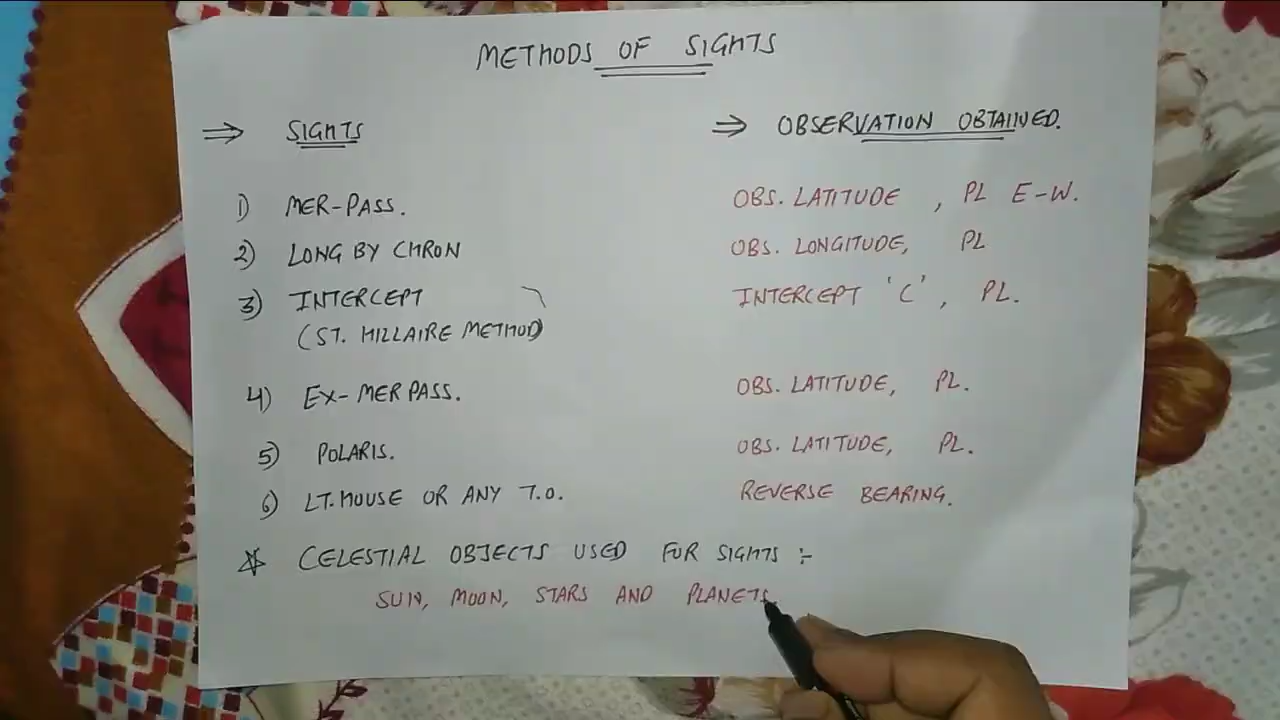 METHODS OF SIGHTS
⇒ SIGHTS ⇒ OBSERVATION OBTAINED.
1) MER-PASS. OBS. LATITUDE, PL E-W.
2) LONG BY CHRON OBS. LONGITUDE, PL
3) INTERCEPT INTERCEPT 'C', PL.
(ST. HILLAIRE METHOD)
4) EX-MER PASS. OBS. LATITUDE, PL.
5) POLARIS. OBS. LATITUDE, PL.
6) LT. HOUSE OR ANY T.O. REVERSE BEARING.
☆ CELESTIAL OBJECTS USED FOR SIGHTS :-
SUN, MOON, STARS AND PLANETS